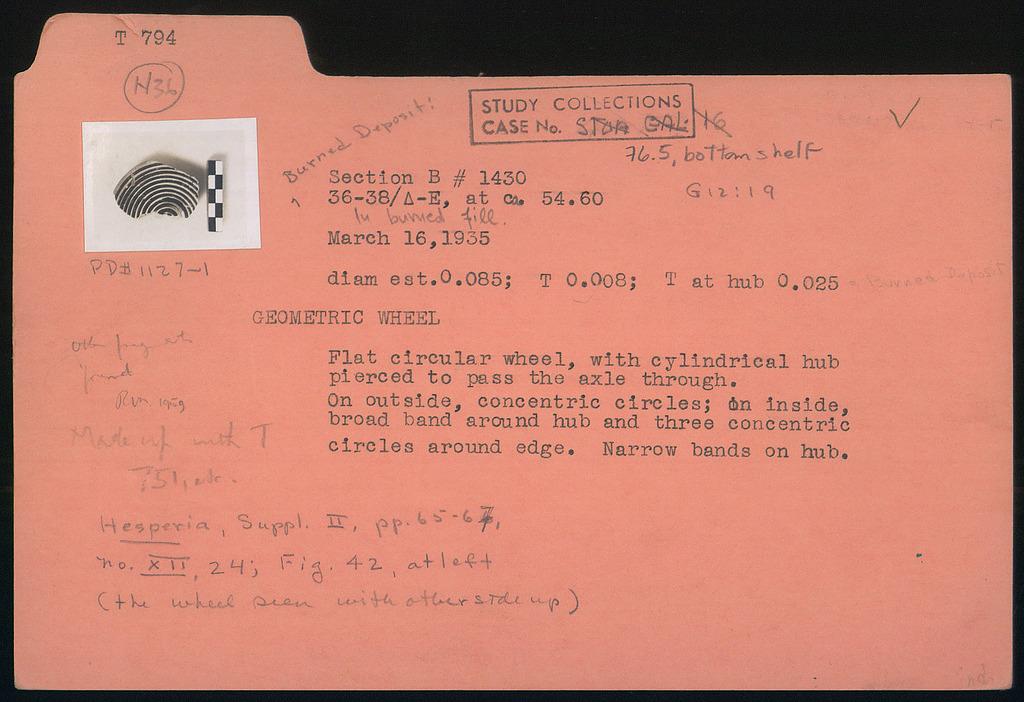 T 794
N36
Burned Deposit:
STUDY COLLECTIONS
CASE No. STOA GAL: 16
76.5, bottom shelf
G12:19
Section B # 1430
36-38/Δ-E, at ca. 54.60
In burned fill.
March 16,1935
PD# 1127-1
diam est.0.085; T 0.008; T at hub 0.025
= Burned Deposit
GEOMETRIC WHEEL
Flat circular wheel, with cylindrical hub
pierced to pass the axle through.
On outside, concentric circles; on inside,
broad band around hub and three concentric
circles around edge. Narrow bands on hub.
found
1959
Made up with T
Hesperia, Suppl. II, pp. 65-67,
no. XII, 24; Fig. 42, at left
(the wheel seen with other side up)